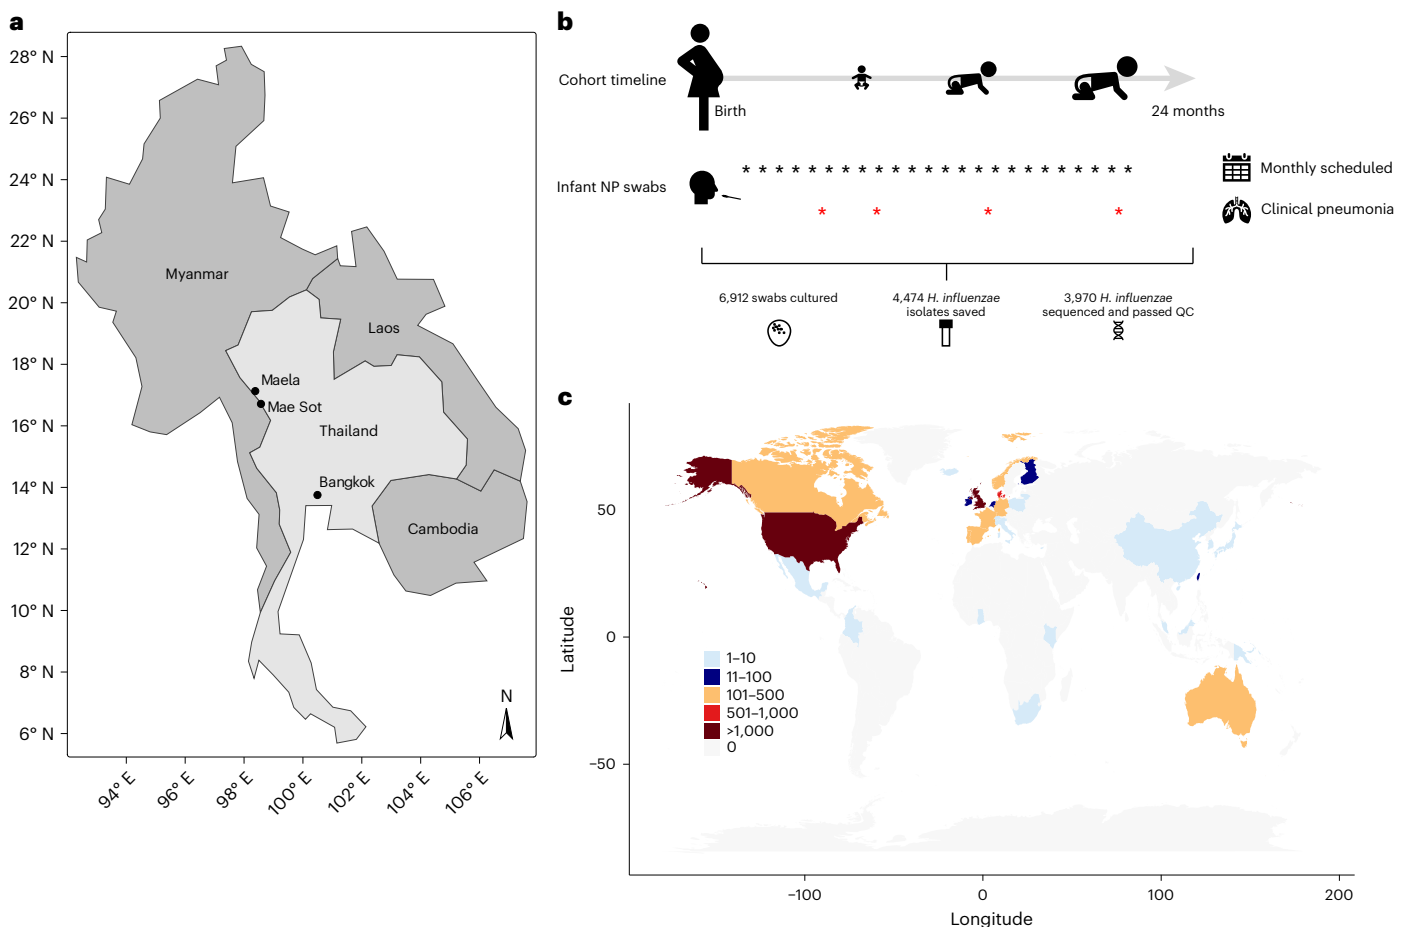 a
28° N
26° N
24° N
22° N
20° N
18° N
16° N
14° N
12° N
10° N
8° N
6° N
Myanmar
Laos
Maela
Mae Sot
Thailand
Bangkok
Cambodia
N
94° E
96° E
98° E
100° E
102° E
104° E
106° E
b
Cohort timeline
Birth
24 months
Infant NP swabs
* * * * * * * * * * * * * * * * * * * * * * * *
* * * *
Monthly scheduled
Clinical pneumonia
6,912 swabs cultured
4,474 H. influenzae
isolates saved
3,970 H. influenzae
sequenced and passed QC
c
Latitude
50
0
−50
1–10
11–100
101–500
501–1,000
>1,000
0
−100
0
100
200
Longitude